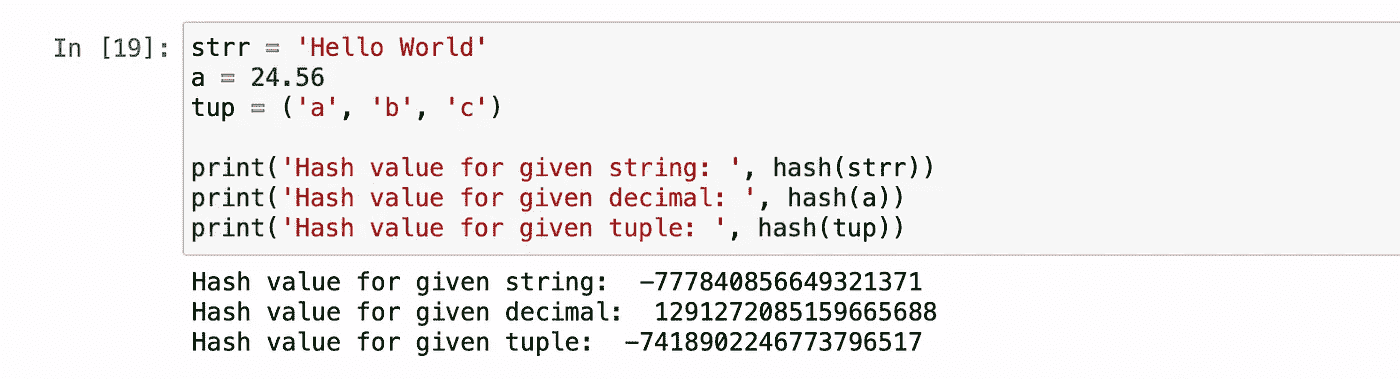 In [19]: strr = 'Hello World'
a = 24.56
tup = ('a', 'b', 'c')
print('Hash value for given string: ', hash(strr))
print('Hash value for given decimal: ', hash(a))
print('Hash value for given tuple: ', hash(tup))
Hash value for given string:  -777840856649321371
Hash value for given decimal:  1291272085159665688
Hash value for given tuple:  -7418902246773796517